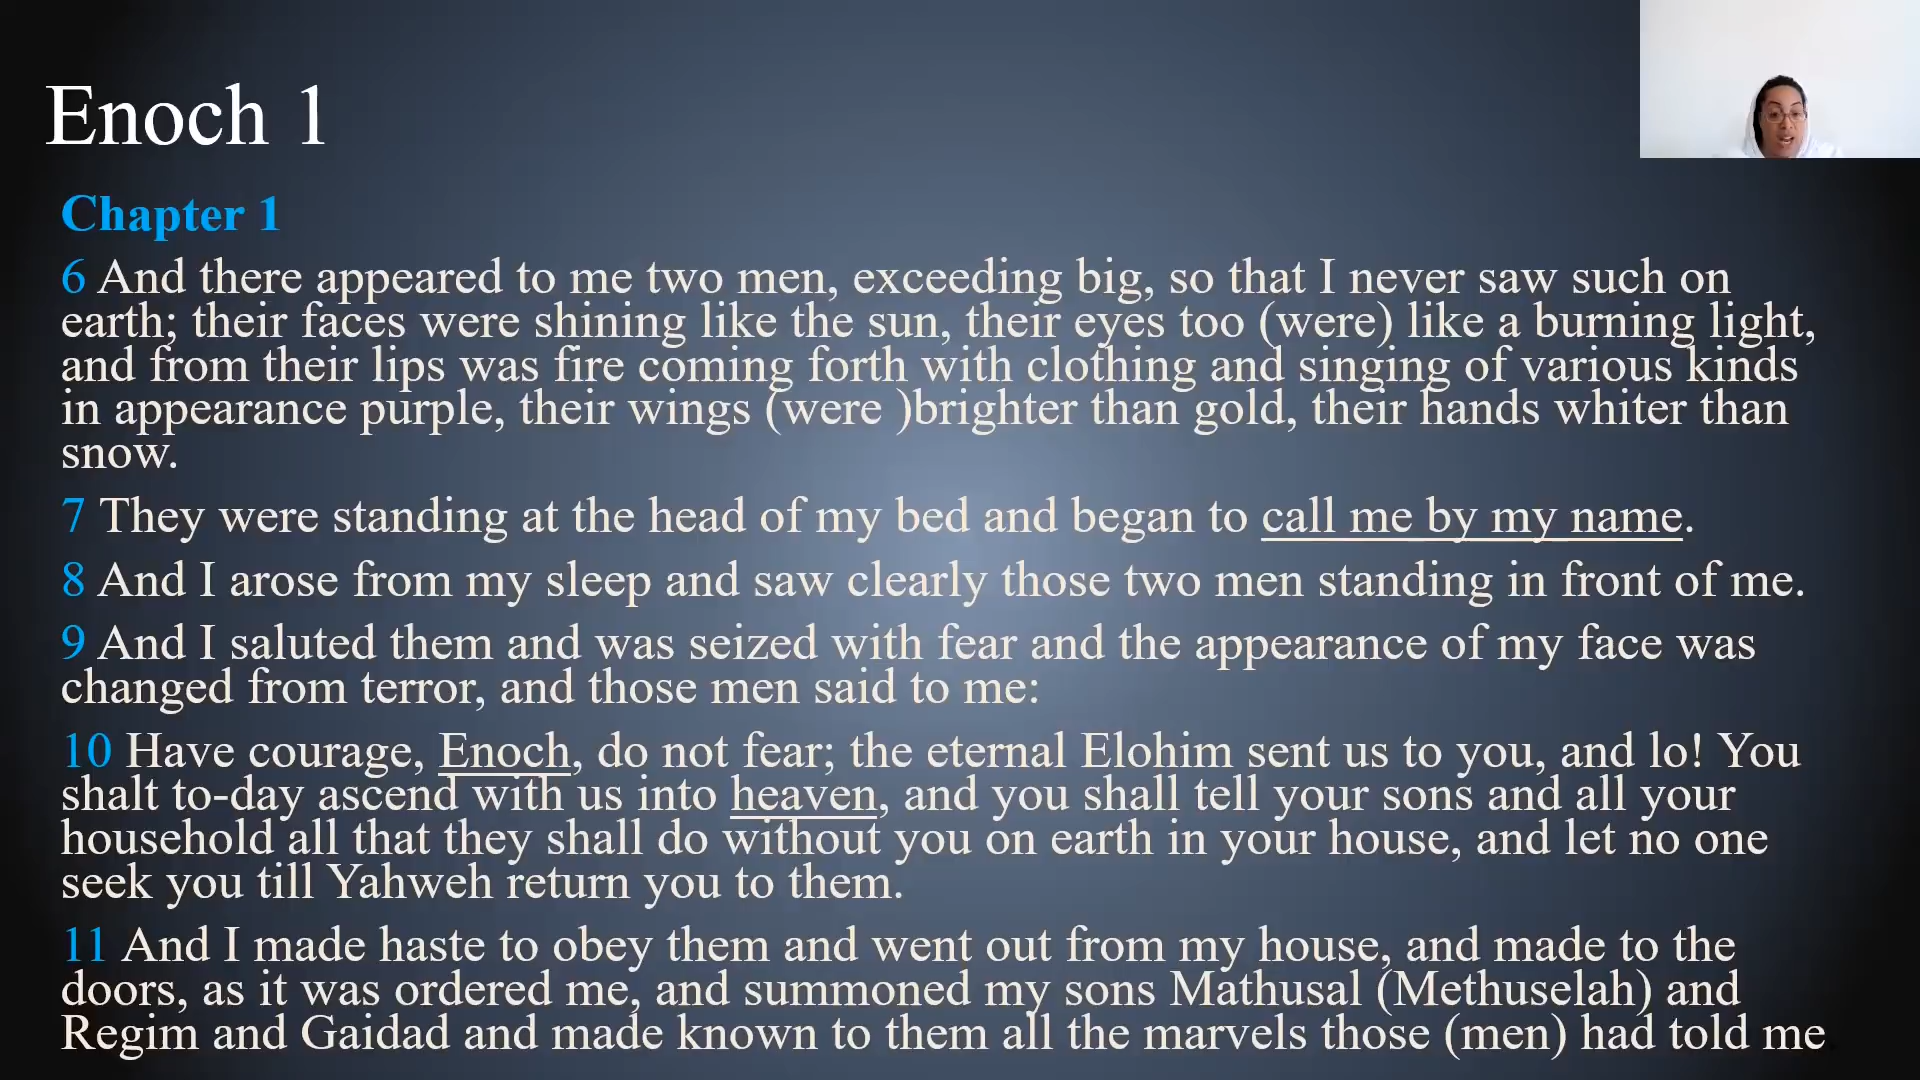 Enoch 1
Chapter 1
6 And there appeared to me two men, exceeding big, so that I never saw such on
earth; their faces were shining like the sun, their eyes too (were) like a burning light,
and from their lips was fire coming forth with clothing and singing of various kinds
in appearance purple, their wings (were )brighter than gold, their hands whiter than
snow.
7 They were standing at the head of my bed and began to call me by my name.
8 And I arose from my sleep and saw clearly those two men standing in front of me.
9 And I saluted them and was seized with fear and the appearance of my face was
changed from terror, and those men said to me:
10 Have courage, Enoch, do not fear; the eternal Elohim sent us to you, and lo! You
shalt to-day ascend with us into heaven, and you shall tell your sons and all your
household all that they shall do without you on earth in your house, and let no one
seek you till Yahweh return you to them.
11 And I made haste to obey them and went out from my house, and made to the
doors, as it was ordered me, and summoned my sons Mathusal (Methuselah) and
Regim and Gaidad and made known to them all the marvels those (men) had told me